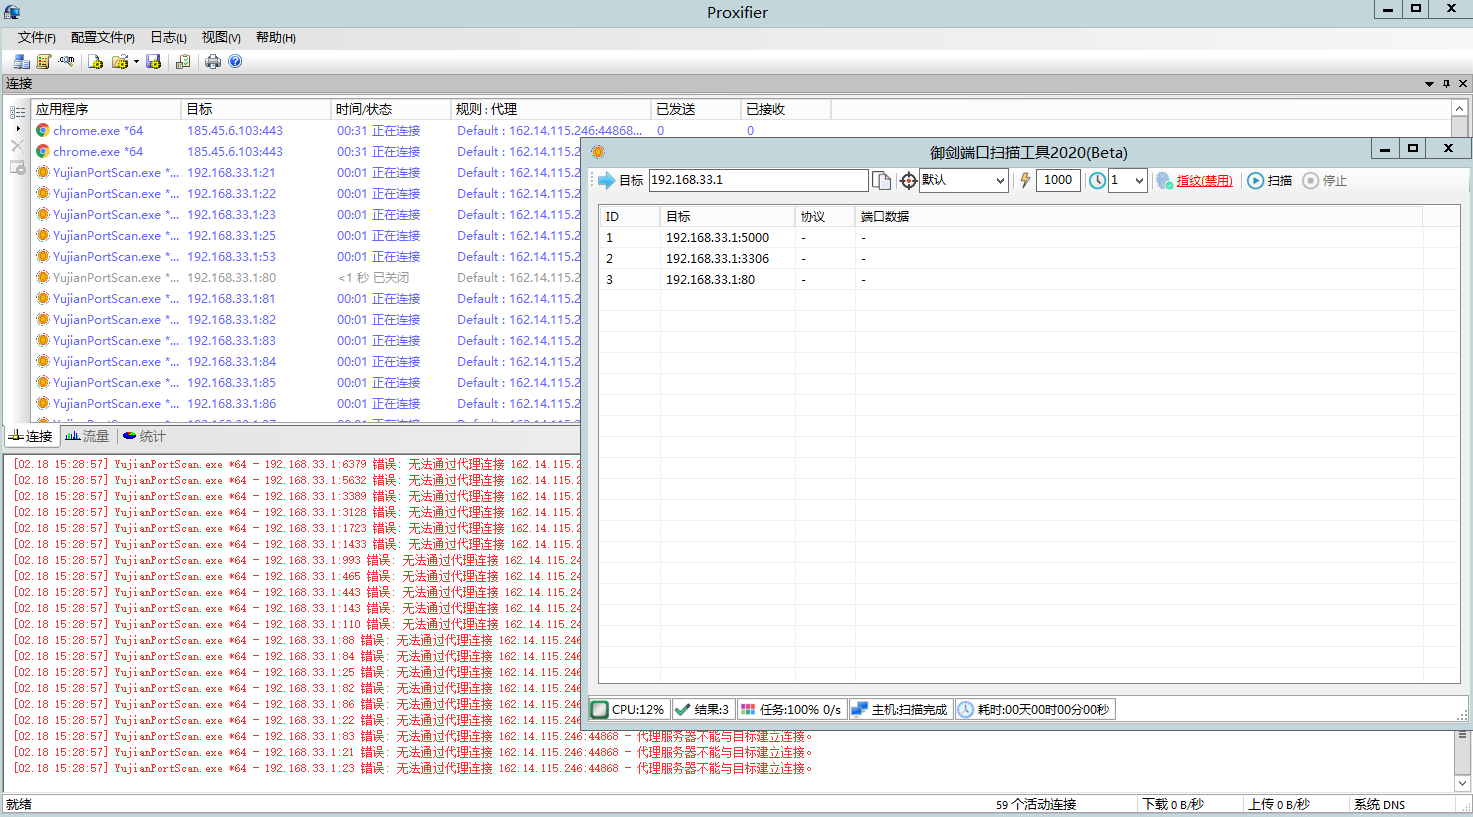 Proxifier
文件(F) 配置文件(P) 日志(L) 视图(V) 帮助(H)
连接
应用程序 目标 时间/状态 规则 : 代理 已发送 已接收
chrome.exe *64 185.45.6.103:443 00:31 正在连接 Default : 162.14.115.246:44868... 0 0
chrome.exe *64 185.45.6.103:443 00:31 正在连接 Default : 162.14.115.246:44868... 0 0
YujianPortScan.exe *... 192.168.33.1:21 00:01 正在连接 Default : 162.14.115.2
YujianPortScan.exe *... 192.168.33.1:22 00:01 正在连接 Default : 162.14.115.2
YujianPortScan.exe *... 192.168.33.1:23 00:01 正在连接 Default : 162.14.115.2
YujianPortScan.exe *... 192.168.33.1:25 00:01 正在连接 Default : 162.14.115.2
YujianPortScan.exe *... 192.168.33.1:53 00:01 正在连接 Default : 162.14.115.2
YujianPortScan.exe *... 192.168.33.1:80 <1 秒 已关闭 Default : 162.14.115.2
YujianPortScan.exe *... 192.168.33.1:81 00:01 正在连接 Default : 162.14.115.2
YujianPortScan.exe *... 192.168.33.1:82 00:01 正在连接 Default : 162.14.115.2
YujianPortScan.exe *... 192.168.33.1:83 00:01 正在连接 Default : 162.14.115.2
YujianPortScan.exe *... 192.168.33.1:84 00:01 正在连接 Default : 162.14.115.2
YujianPortScan.exe *... 192.168.33.1:85 00:01 正在连接 Default : 162.14.115.2
YujianPortScan.exe *... 192.168.33.1:86 00:01 正在连接 Default : 162.14.115.2
连接 流量 统计
[02.18 15:28:57] YujianPortScan.exe *64 - 192.168.33.1:6379 错误: 无法通过代理连接 162.14.115.2
[02.18 15:28:57] YujianPortScan.exe *64 - 192.168.33.1:5632 错误: 无法通过代理连接 162.14.115.2
[02.18 15:28:57] YujianPortScan.exe *64 - 192.168.33.1:3389 错误: 无法通过代理连接 162.14.115.2
[02.18 15:28:57] YujianPortScan.exe *64 - 192.168.33.1:3128 错误: 无法通过代理连接 162.14.115.2
[02.18 15:28:57] YujianPortScan.exe *64 - 192.168.33.1:1723 错误: 无法通过代理连接 162.14.115.2
[02.18 15:28:57] YujianPortScan.exe *64 - 192.168.33.1:1433 错误: 无法通过代理连接 162.14.115.2
[02.18 15:28:57] YujianPortScan.exe *64 - 192.168.33.1:993 错误: 无法通过代理连接 162.14.115.24
[02.18 15:28:57] YujianPortScan.exe *64 - 192.168.33.1:465 错误: 无法通过代理连接 162.14.115.24
[02.18 15:28:57] YujianPortScan.exe *64 - 192.168.33.1:443 错误: 无法通过代理连接 162.14.115.24
[02.18 15:28:57] YujianPortScan.exe *64 - 192.168.33.1:143 错误: 无法通过代理连接 162.14.115.24
[02.18 15:28:57] YujianPortScan.exe *64 - 192.168.33.1:110 错误: 无法通过代理连接 162.14.115.24
[02.18 15:28:57] YujianPortScan.exe *64 - 192.168.33.1:88 错误: 无法通过代理连接 162.14.115.246
[02.18 15:28:57] YujianPortScan.exe *64 - 192.168.33.1:84 错误: 无法通过代理连接 162.14.115.246
[02.18 15:28:57] YujianPortScan.exe *64 - 192.168.33.1:25 错误: 无法通过代理连接 162.14.115.246
[02.18 15:28:57] YujianPortScan.exe *64 - 192.168.33.1:82 错误: 无法通过代理连接 162.14.115.246
[02.18 15:28:57] YujianPortScan.exe *64 - 192.168.33.1:86 错误: 无法通过代理连接 162.14.115.246
[02.18 15:28:57] YujianPortScan.exe *64 - 192.168.33.1:22 错误: 无法通过代理连接 162.14.115.246
[02.18 15:28:57] YujianPortScan.exe *64 - 192.168.33.1:83 错误: 无法通过代理连接 162.14.115.246:44868 - 代理服务器不能与目标建立连接。
[02.18 15:28:57] YujianPortScan.exe *64 - 192.168.33.1:21 错误: 无法通过代理连接 162.14.115.246:44868 - 代理服务器不能与目标建立连接。
[02.18 15:28:57] YujianPortScan.exe *64 - 192.168.33.1:23 错误: 无法通过代理连接 162.14.115.246:44868 - 代理服务器不能与目标建立连接。
就绪 59 个活动连接 下载 0 B/秒 上传 0 B/秒 系统 DNS
御剑端口扫描工具2020(Beta)
目标 192.168.33.1 默认 1000 1 指纹(禁用) 扫描 停止
ID 目标 协议 端口数据
1 192.168.33.1:5000 - -
2 192.168.33.1:3306 - -
3 192.168.33.1:80 - -
CPU:12% 结果:3 任务:100% 0/s 主机:扫描完成 耗时:00天00时00分00秒